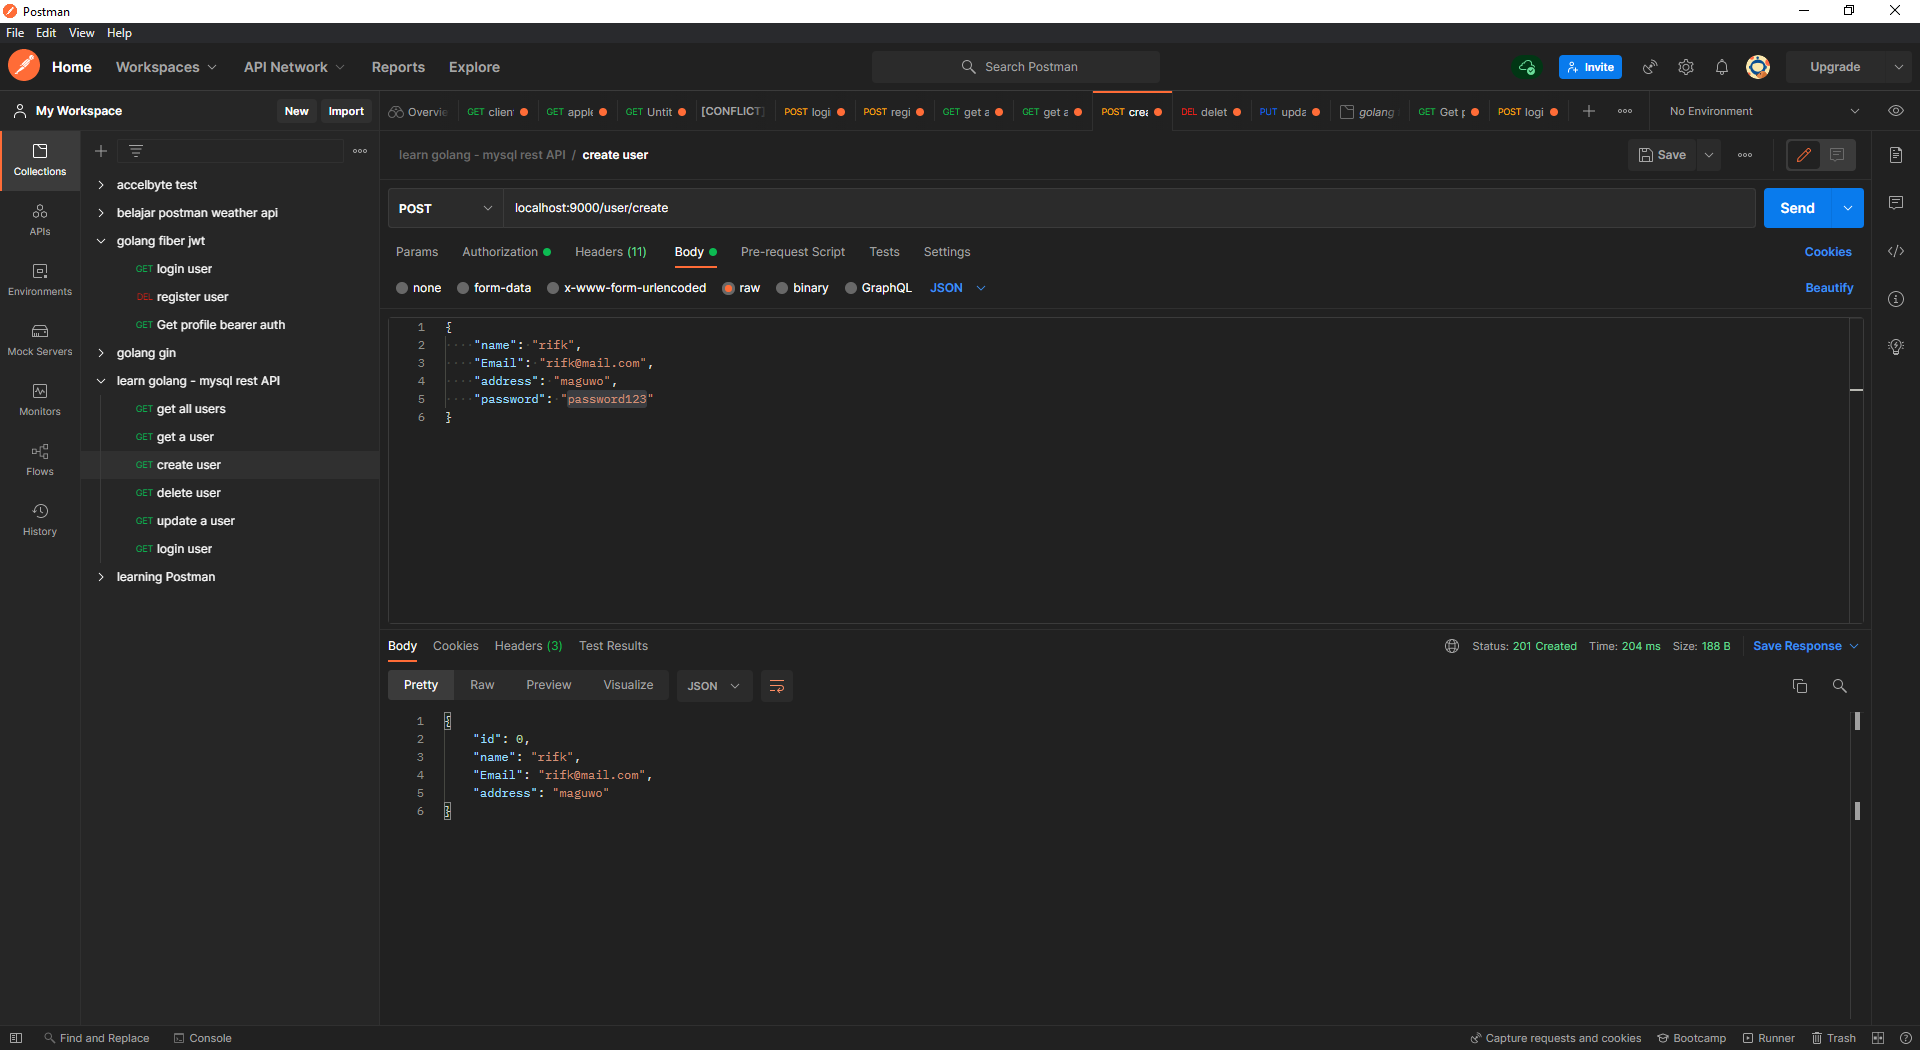 Postman
File Edit View Help
Home Workspaces API Network Reports Explore Search Postman Invite Upgrade
My Workspace New Import
Overvie GET client GET apple GET Untit [CONFLICT] POST logi POST regi GET get a GET get a POST crea DEL delet PUT upda golang GET Get p POST logi No Environment
Collections
APIs
Environments
Mock Servers
Monitors
Flows
History
accelbyte test
belajar postman weather api
golang fiber jwt
GET login user
DEL register user
GET Get profile bearer auth
golang gin
learn golang - mysql rest API
GET get all users
GET get a user
GET create user
GET delete user
GET update a user
GET login user
learning Postman
learn golang - mysql rest API / create user Save
POST localhost:9000/user/create Send
Params Authorization Headers (11) Body Pre-request Script Tests Settings Cookies
none form-data x-www-form-urlencoded raw binary GraphQL JSON Beautify
1 {
2 "name": "rifk",
3 "Email": "rifk@mail.com",
4 "address": "maguwo",
5 "password": "password123"
6 }
Body Cookies Headers (3) Test Results Status: 201 Created Time: 204 ms Size: 188 B Save Response
Pretty Raw Preview Visualize JSON
1 {
2 "id": 0,
3 "name": "rifk",
4 "Email": "rifk@mail.com",
5 "address": "maguwo"
6 }
Find and Replace Console Capture requests and cookies Bootcamp Runner Trash